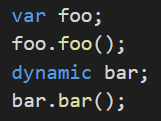 var foo;
foo.foo();
dynamic bar;
bar.bar();